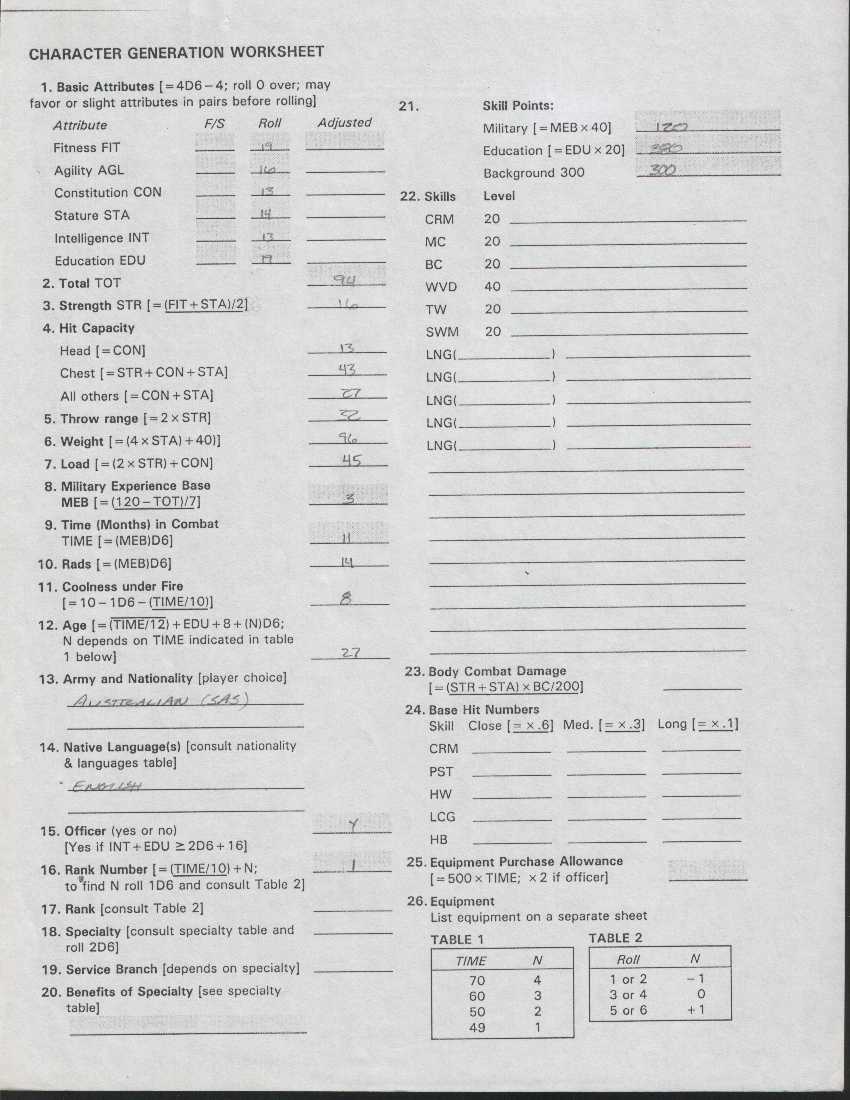 CHARACTER GENERATION WORKSHEET
1. Basic Attributes [=4D6−4; roll 0 over; may
favor or slight attributes in pairs before rolling]
Attribute F/S Roll Adjusted
Fitness FIT 19
Agility AGL 16
Constitution CON 13
Stature STA 14
Intelligence INT 13
Education EDU 19
2. Total TOT 94
3. Strength STR [=(FIT+STA)/2] 16
4. Hit Capacity
Head [=CON] 13
Chest [=STR+CON+STA] 43
All others [=CON+STA] 27
5. Throw range [=2×STR] 32
6. Weight [=(4×STA)+40)] 96
7. Load [=(2×STR)+CON] 45
8. Military Experience Base
MEB [=(120−TOT)/7] 3
9. Time (Months) in Combat
TIME [=(MEB)D6] 11
10. Rads [=(MEB)D6] 14
11. Coolness under Fire
[=10−1D6−(TIME/10)] 8
12. Age [=(TIME/12)+EDU+8+(N)D6;
N depends on TIME indicated in table
1 below] 27
13. Army and Nationality [player choice]
AUSTRALIAN (SAS)
14. Native Language(s) [consult nationality
& languages table]
ENGLISH
15. Officer (yes or no) Y
[Yes if INT+EDU ≥ 2D6+16]
16. Rank Number [=(TIME/10)+N; 1
to find N roll 1D6 and consult Table 2]
17. Rank [consult Table 2]
18. Specialty [consult specialty table and
roll 2D6]
19. Service Branch [depends on specialty]
20. Benefits of Specialty [see specialty
table]
21. Skill Points:
Military [=MEB×40] 120
Education [=EDU×20]
Background 300 300
22. Skills Level
CRM 20
MC 20
BC 20
WVD 40
TW 20
SWM 20
LNG( )
LNG( )
LNG( )
LNG( )
LNG( )
23. Body Combat Damage
[=(STR+STA)×BC/200]
24. Base Hit Numbers
Skill Close [=×.6] Med. [=×.3] Long [=×.1]
CRM
PST
HW
LCG
HB
25. Equipment Purchase Allowance
[=500×TIME; ×2 if officer]
26. Equipment
List equipment on a separate sheet
TABLE 1
TIME N
70 4
60 3
50 2
49 1
TABLE 2
Roll N
1 or 2 −1
3 or 4 0
5 or 6 +1